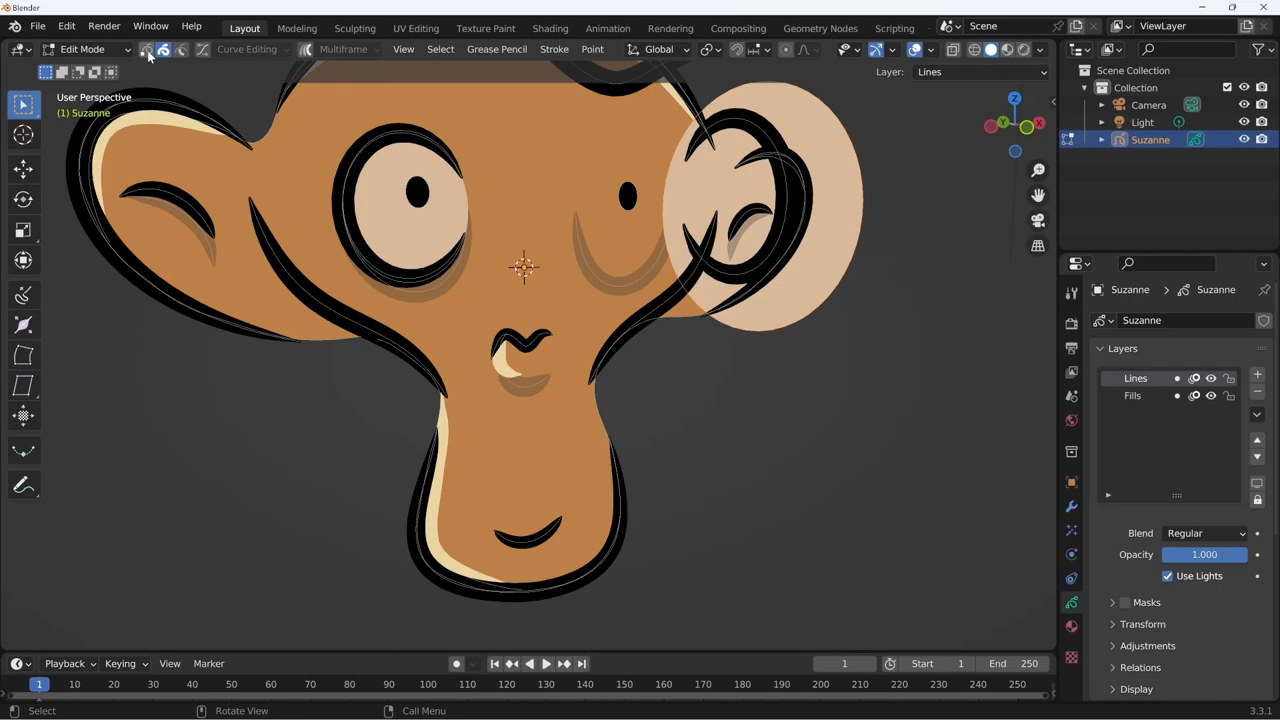 Blender
File Edit Render Window Help Layout Modeling Sculpting UV Editing Texture Paint Shading Animation Rendering Compositing Geometry Nodes Scripting Scene ViewLayer
Edit Mode Curve Editing Multiframe View Select Grease Pencil Stroke Point Global
Layer: Lines
User Perspective
(1) Suzanne
Z
Y X
Scene Collection
Collection
Camera
Light
Suzanne
Suzanne Suzanne
Suzanne
Layers
Lines
Fills
Blend Regular
Opacity 1.000
Use Lights
Masks
Transform
Adjustments
Relations
Display
Playback Keying View Marker 1 Start 1 End 250
1 10 20 30 40 50 60 70 80 90 100 110 120 130 140 150 160 170 180 190 200 210 220 230 240 250
Select Rotate View Call Menu 3.3.1